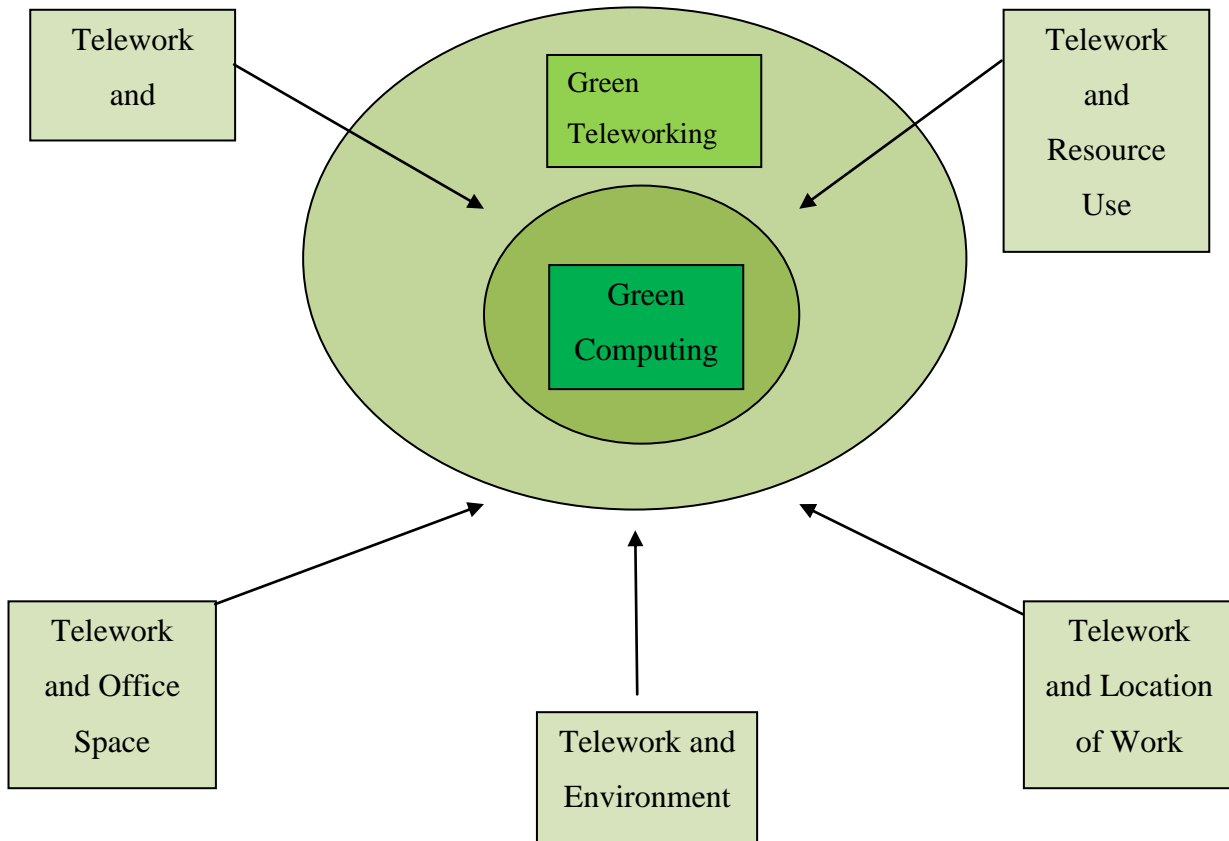 Telework
and
Green
Teleworking
Telework
and
Resource
Use
Green
Computing
Telework
and Office
Space
Telework and
Environment
Telework
and Location
of Work